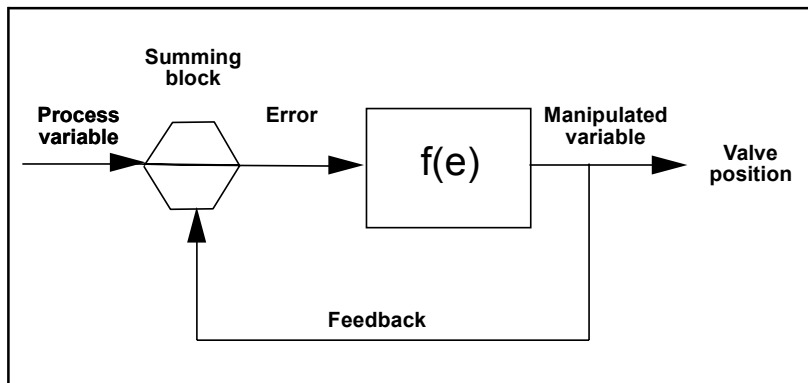 Summing
block
Process
variable
Error
f(e)
Manipulated
variable
Valve
position
Feedback